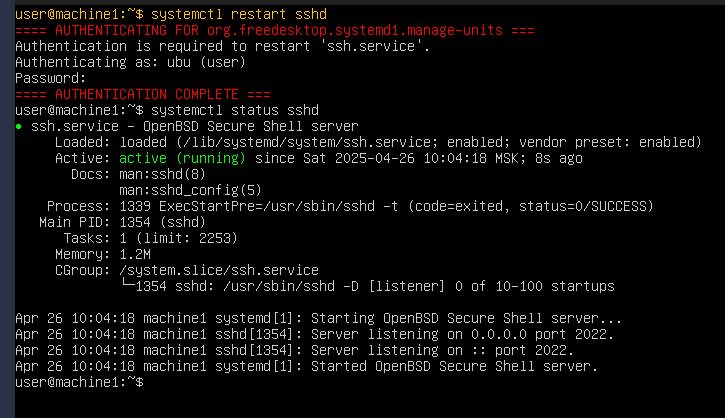 user@machine1:~$ systemctl restart sshd
==== AUTHENTICATING FOR org.freedesktop.systemd1.manage-units ===
Authentication is required to restart 'ssh.service'.
Authenticating as: ubu (user)
Password:
==== AUTHENTICATION COMPLETE ===
user@machine1:~$ systemctl status sshd
● ssh.service - OpenBSD Secure Shell server
     Loaded: loaded (/lib/systemd/system/ssh.service; enabled; vendor preset: enabled)
     Active: active (running) since Sat 2025-04-26 10:04:18 MSK; 8s ago
       Docs: man:sshd(8)
             man:sshd_config(5)
    Process: 1339 ExecStartPre=/usr/sbin/sshd -t (code=exited, status=0/SUCCESS)
   Main PID: 1354 (sshd)
      Tasks: 1 (limit: 2253)
     Memory: 1.2M
     CGroup: /system.slice/ssh.service
             └─1354 sshd: /usr/sbin/sshd -D [listener] 0 of 10-100 startups

Apr 26 10:04:18 machine1 systemd[1]: Starting OpenBSD Secure Shell server...
Apr 26 10:04:18 machine1 sshd[1354]: Server listening on 0.0.0.0 port 2022.
Apr 26 10:04:18 machine1 sshd[1354]: Server listening on :: port 2022.
Apr 26 10:04:18 machine1 systemd[1]: Started OpenBSD Secure Shell server.
user@machine1:~$